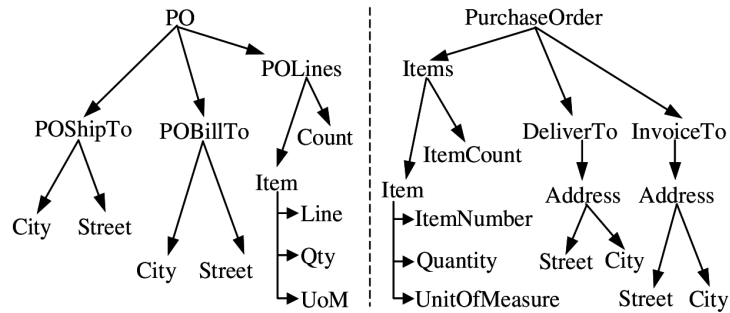 PO
POLines
POShipTo
POBillTo
Count
Item
City
Street
Line
City
Street
Qty
UoM
PurchaseOrder
Items
DeliverTo
InvoiceTo
ItemCount
Item
Address
Address
ItemNumber
Quantity
Street
City
UnitOfMeasure
Street
City